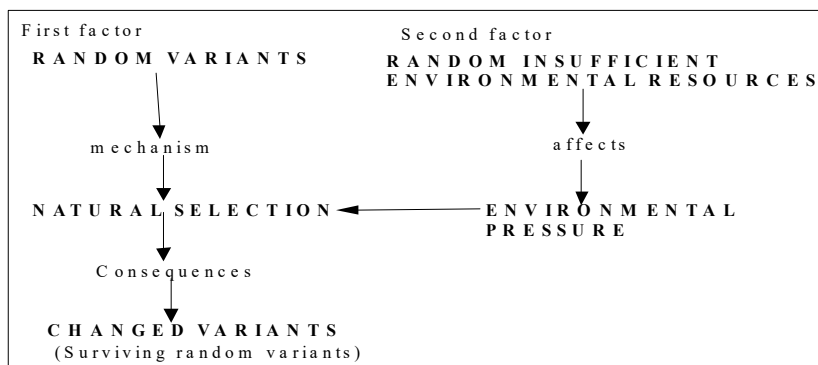 First factor
RANDOM VARIANTS
mechanism
NATURAL SELECTION
Consequences
CHANGED VARIANTS
(Surviving random variants)
Second factor
RANDOM INSUFFICIENT
ENVIRONMENTAL RESOURCES
affects
ENVIRONMENTAL
PRESSURE